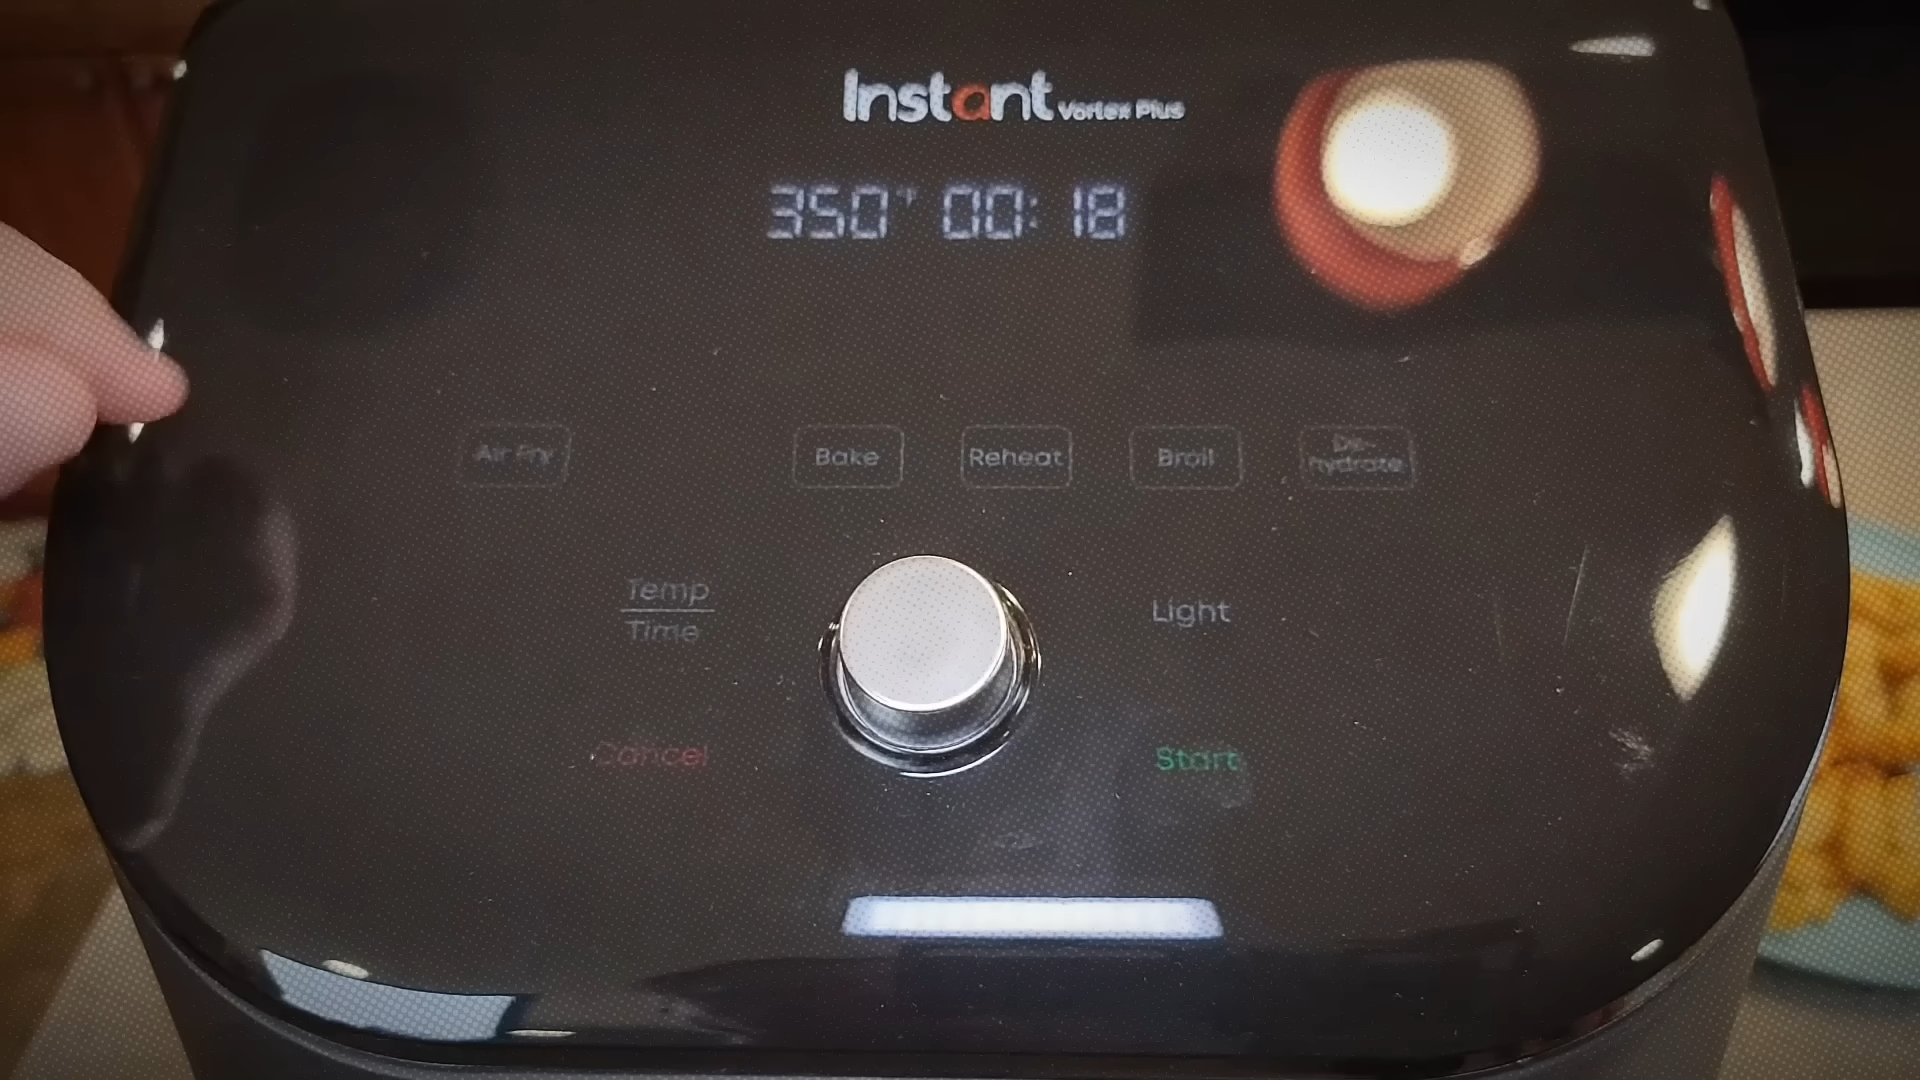 Instant Vortex Plus
350°F 00:18
Air Fry Bake Reheat Broil De-
hydrate
Temp
Time
Light
Cancel Start